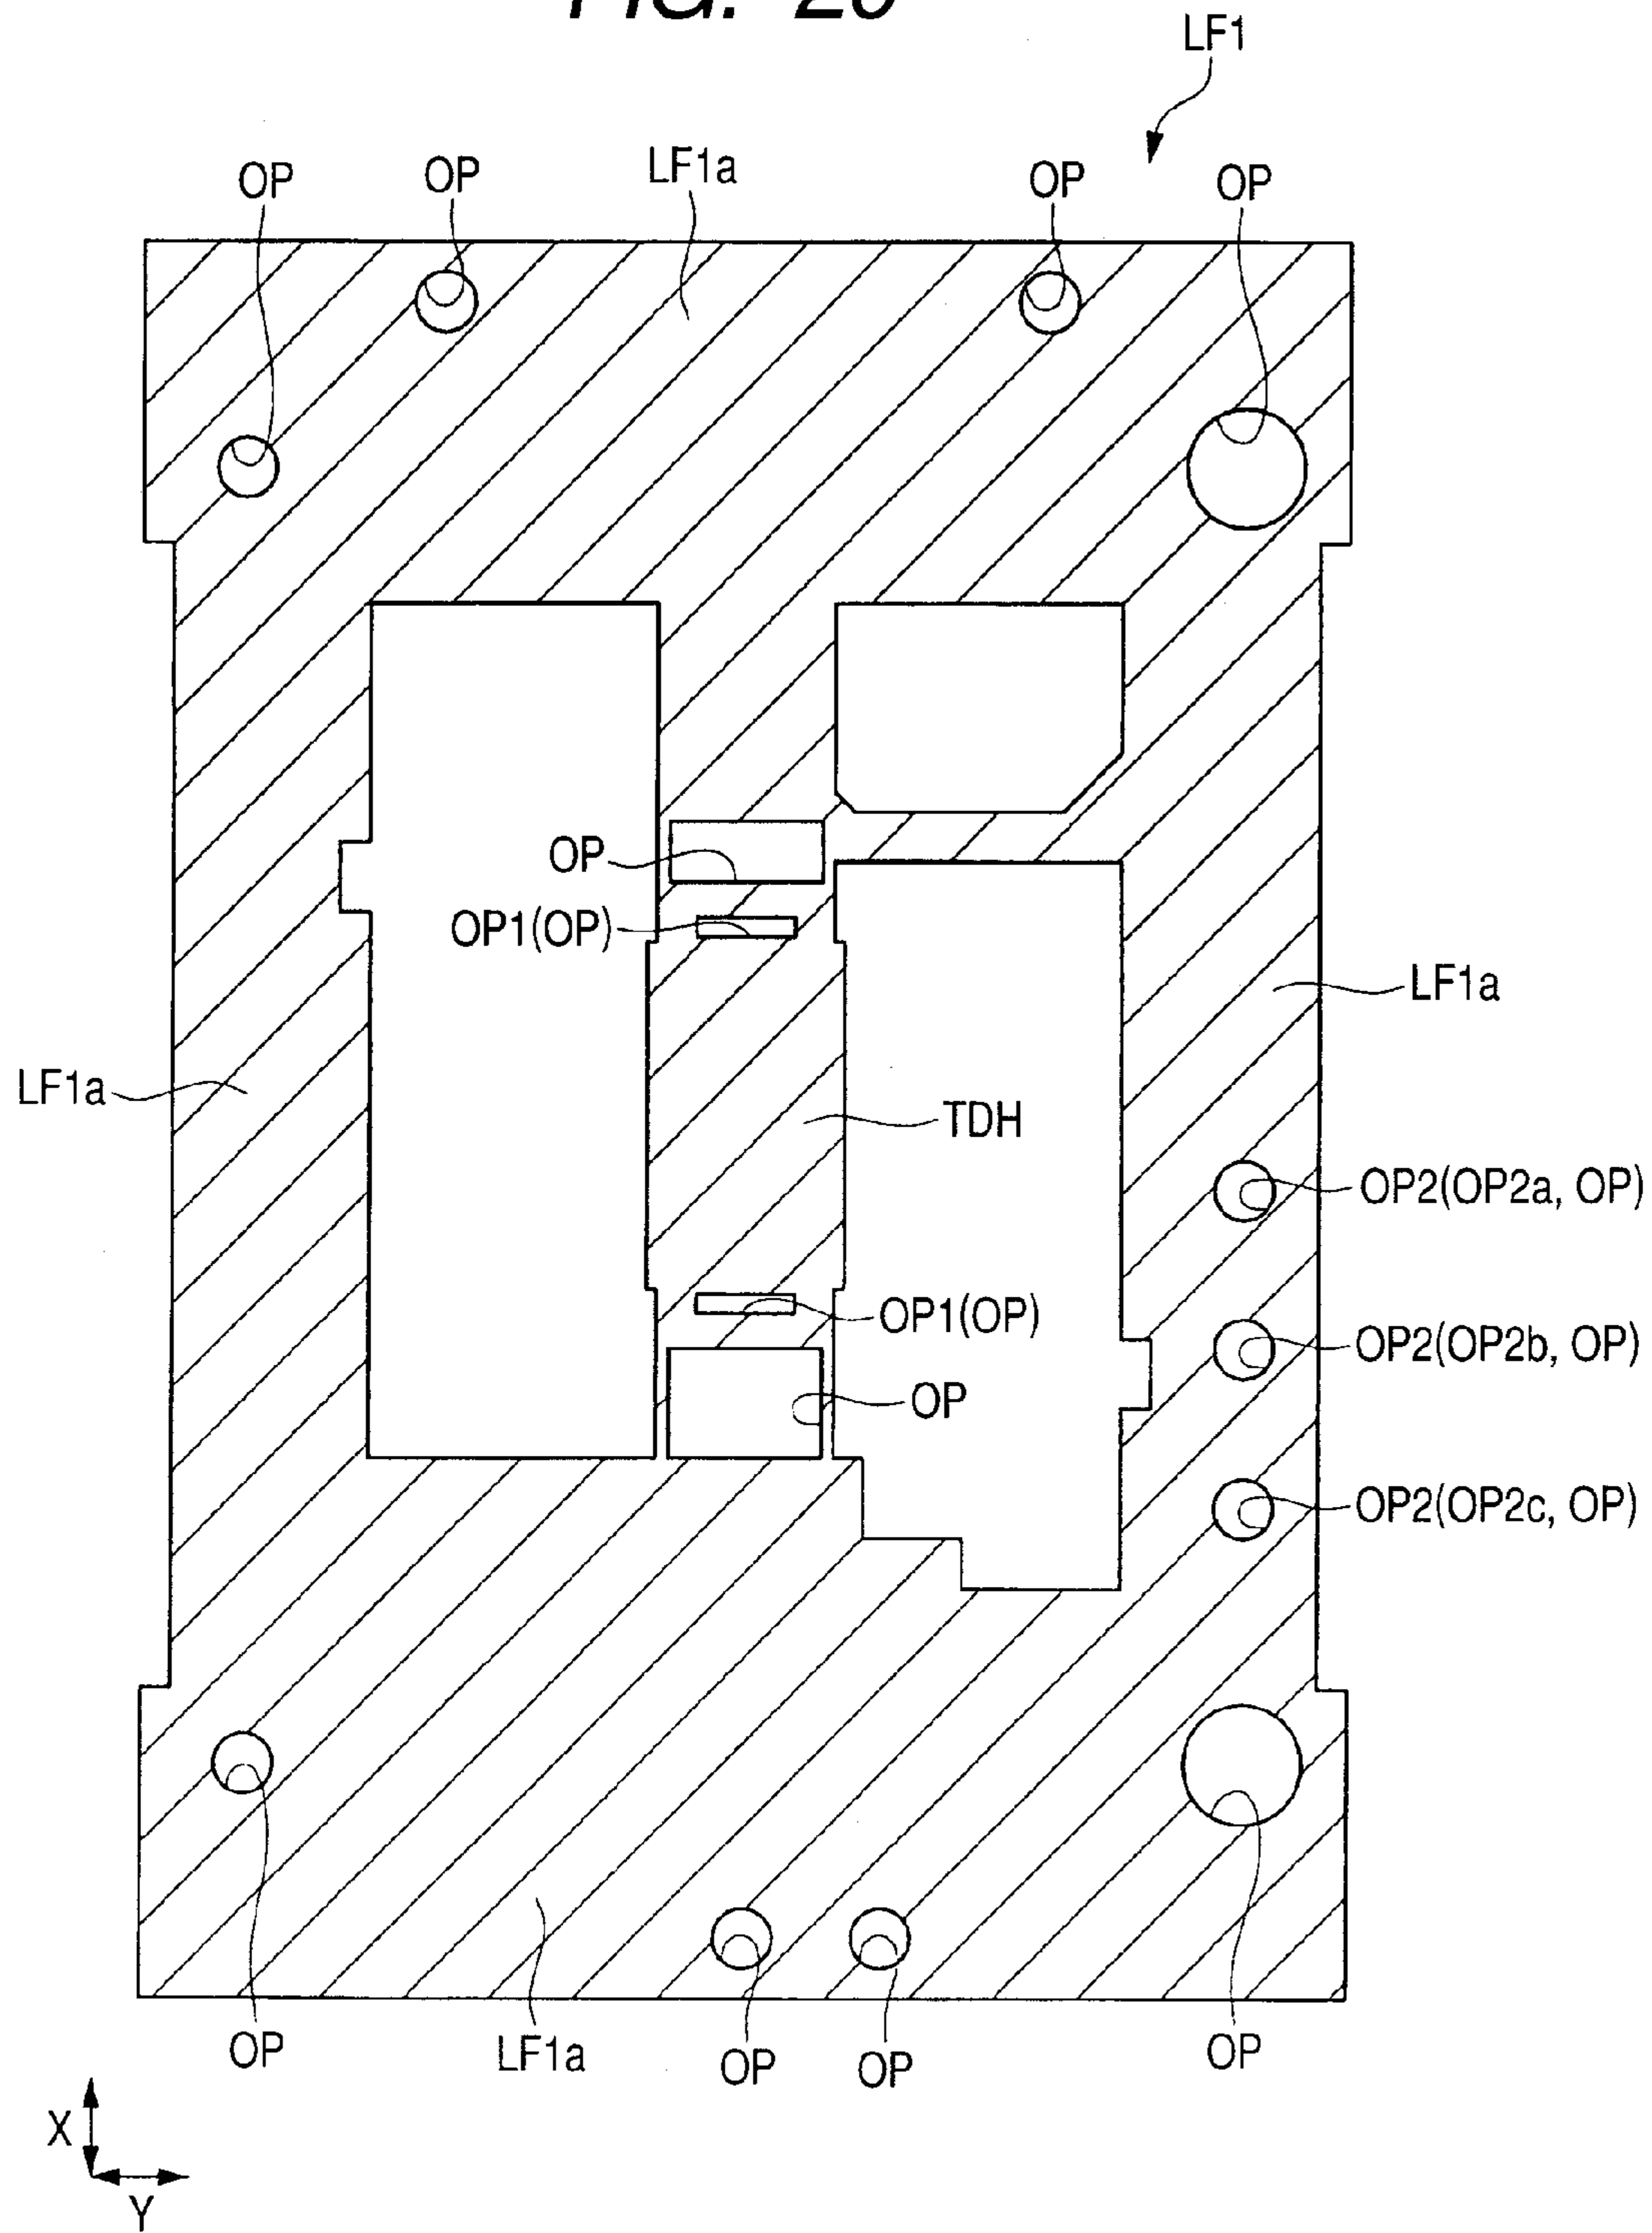 LF1
OP OP LF1a OP OP
OP
OP1(OP)
LF1a
LF1a
TDH
OP2(OP2a, OP)
OP1(OP)
OP2(OP2b, OP)
OP
OP2(OP2c, OP)
OP LF1a OP OP OP
X
Y